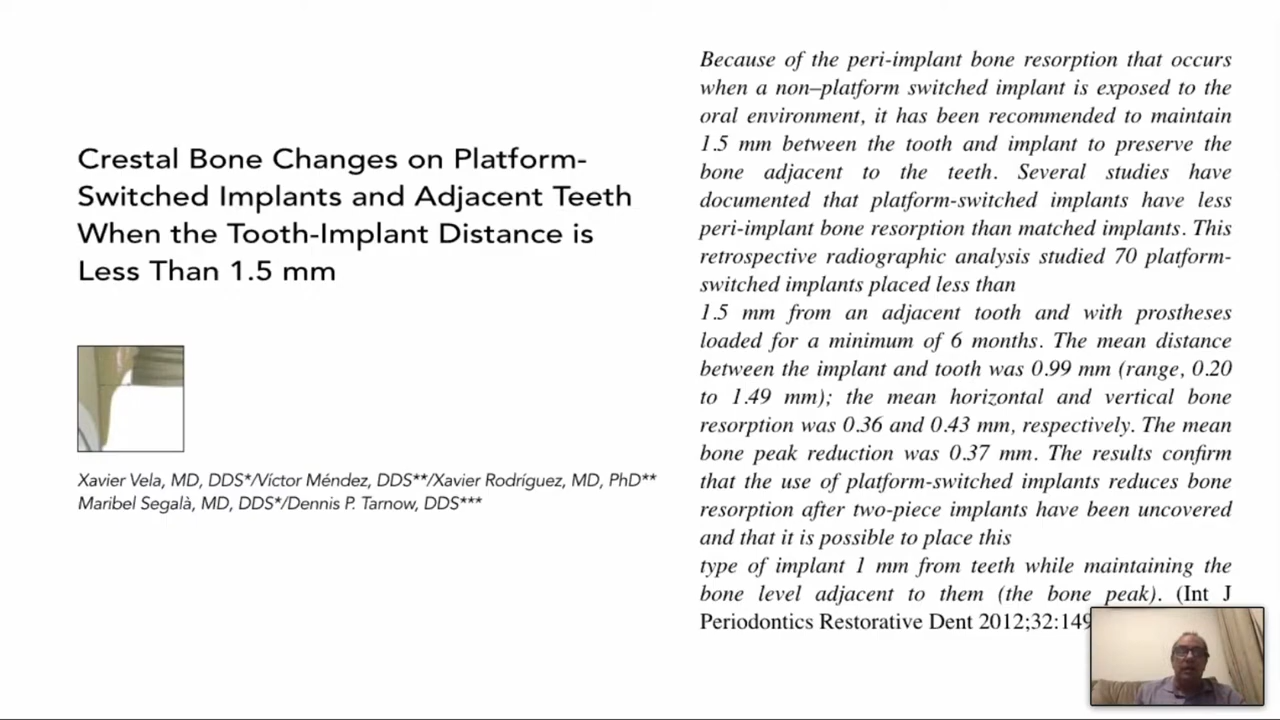 Crestal Bone Changes on Platform-
Switched Implants and Adjacent Teeth
When the Tooth-Implant Distance is
Less Than 1.5 mm
Xavier Vela, MD, DDS*/Víctor Méndez, DDS**/Xavier Rodríguez, MD, PhD**
Maribel Segalà, MD, DDS*/Dennis P. Tarnow, DDS***
Because of the peri-implant bone resorption that occurs
when a non–platform switched implant is exposed to the
oral environment, it has been recommended to maintain
1.5 mm between the tooth and implant to preserve the
bone adjacent to the teeth. Several studies have
documented that platform-switched implants have less
peri-implant bone resorption than matched implants. This
retrospective radiographic analysis studied 70 platform-
switched implants placed less than
1.5 mm from an adjacent tooth and with prostheses
loaded for a minimum of 6 months. The mean distance
between the implant and tooth was 0.99 mm (range, 0.20
to 1.49 mm); the mean horizontal and vertical bone
resorption was 0.36 and 0.43 mm, respectively. The mean
bone peak reduction was 0.37 mm. The results confirm
that the use of platform-switched implants reduces bone
resorption after two-piece implants have been uncovered
and that it is possible to place this
type of implant 1 mm from teeth while maintaining the
bone level adjacent to them (the bone peak). (Int J
Periodontics Restorative Dent 2012;32:149